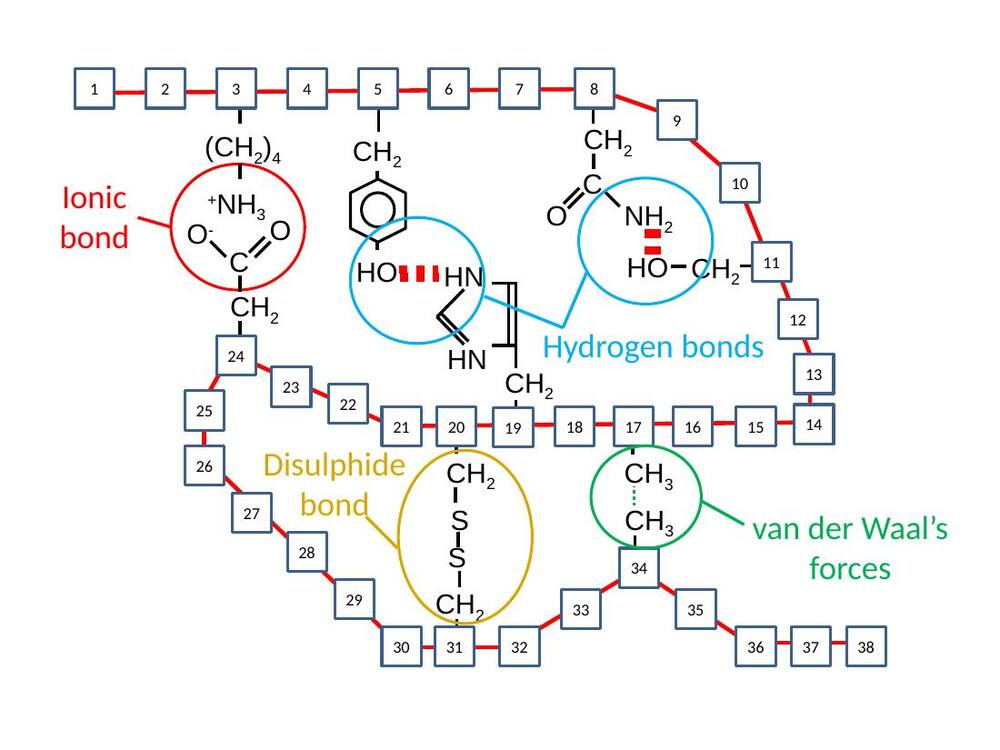 1 2 3 4 5 6 7 8
9
10
11
12
13
14
15
16
17
18
19
20
21
22
23
24
25
26
27
28
29
30
31
32
33
34
35
36
37
38
(CH2)4
+NH3
O- O
C
CH2
Ionic
bond
CH2
HO HN
HN
CH2
CH2
C
O NH2
HO CH2
Hydrogen bonds
Disulphide
bond
CH2
S
S
CH2
CH3
CH3
van der Waal’s
forces